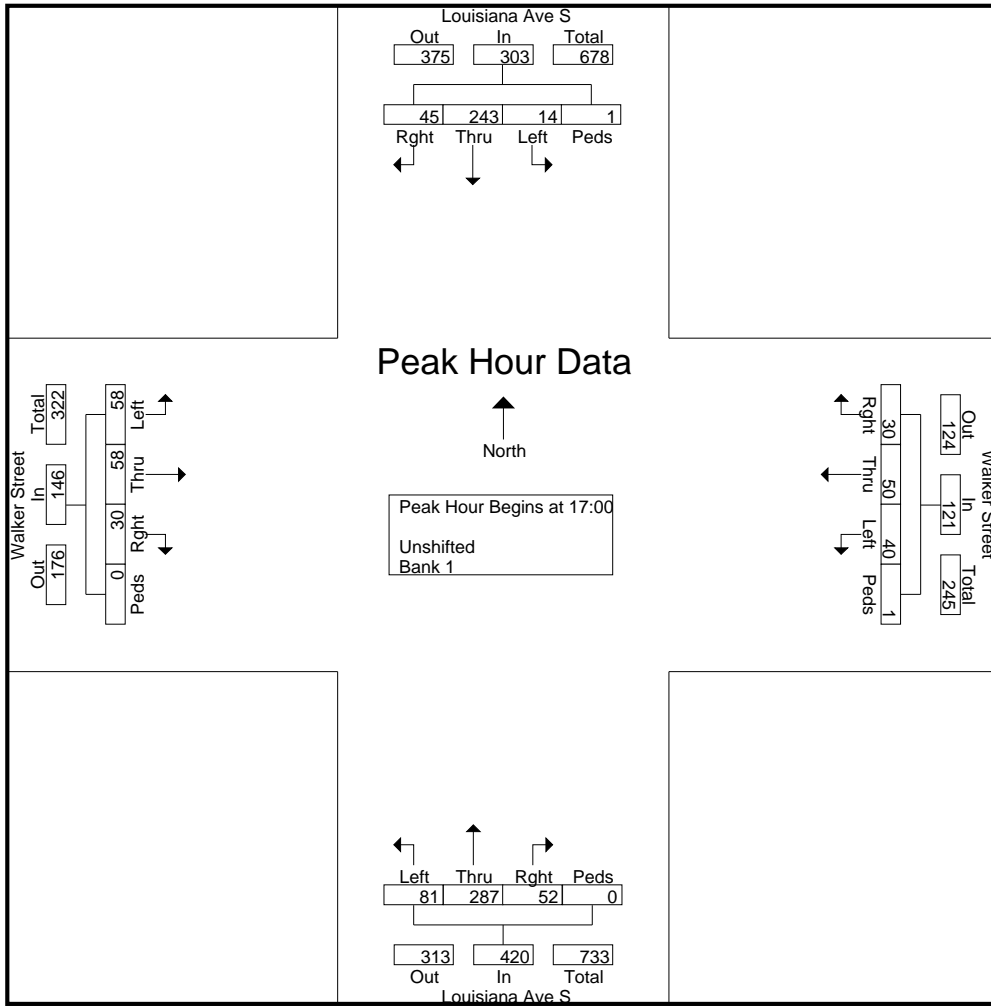 Louisiana Ave S
Out In Total
375 303 678
45 243 14 1
Rght Thru Left Peds
Peak Hour Data
North
Peak Hour Begins at 17:00
Unshifted
Bank 1
Walker Street
Out In Total
176 146 322
0 30 58 58
Peds Rght Thru Left
Walker Street
Out In Total
124 121 245
30 50 40 1
Rght Thru Left Peds
Left Thru Rght Peds
81 287 52 0
313 420 733
Out In Total
Louisiana Ave S